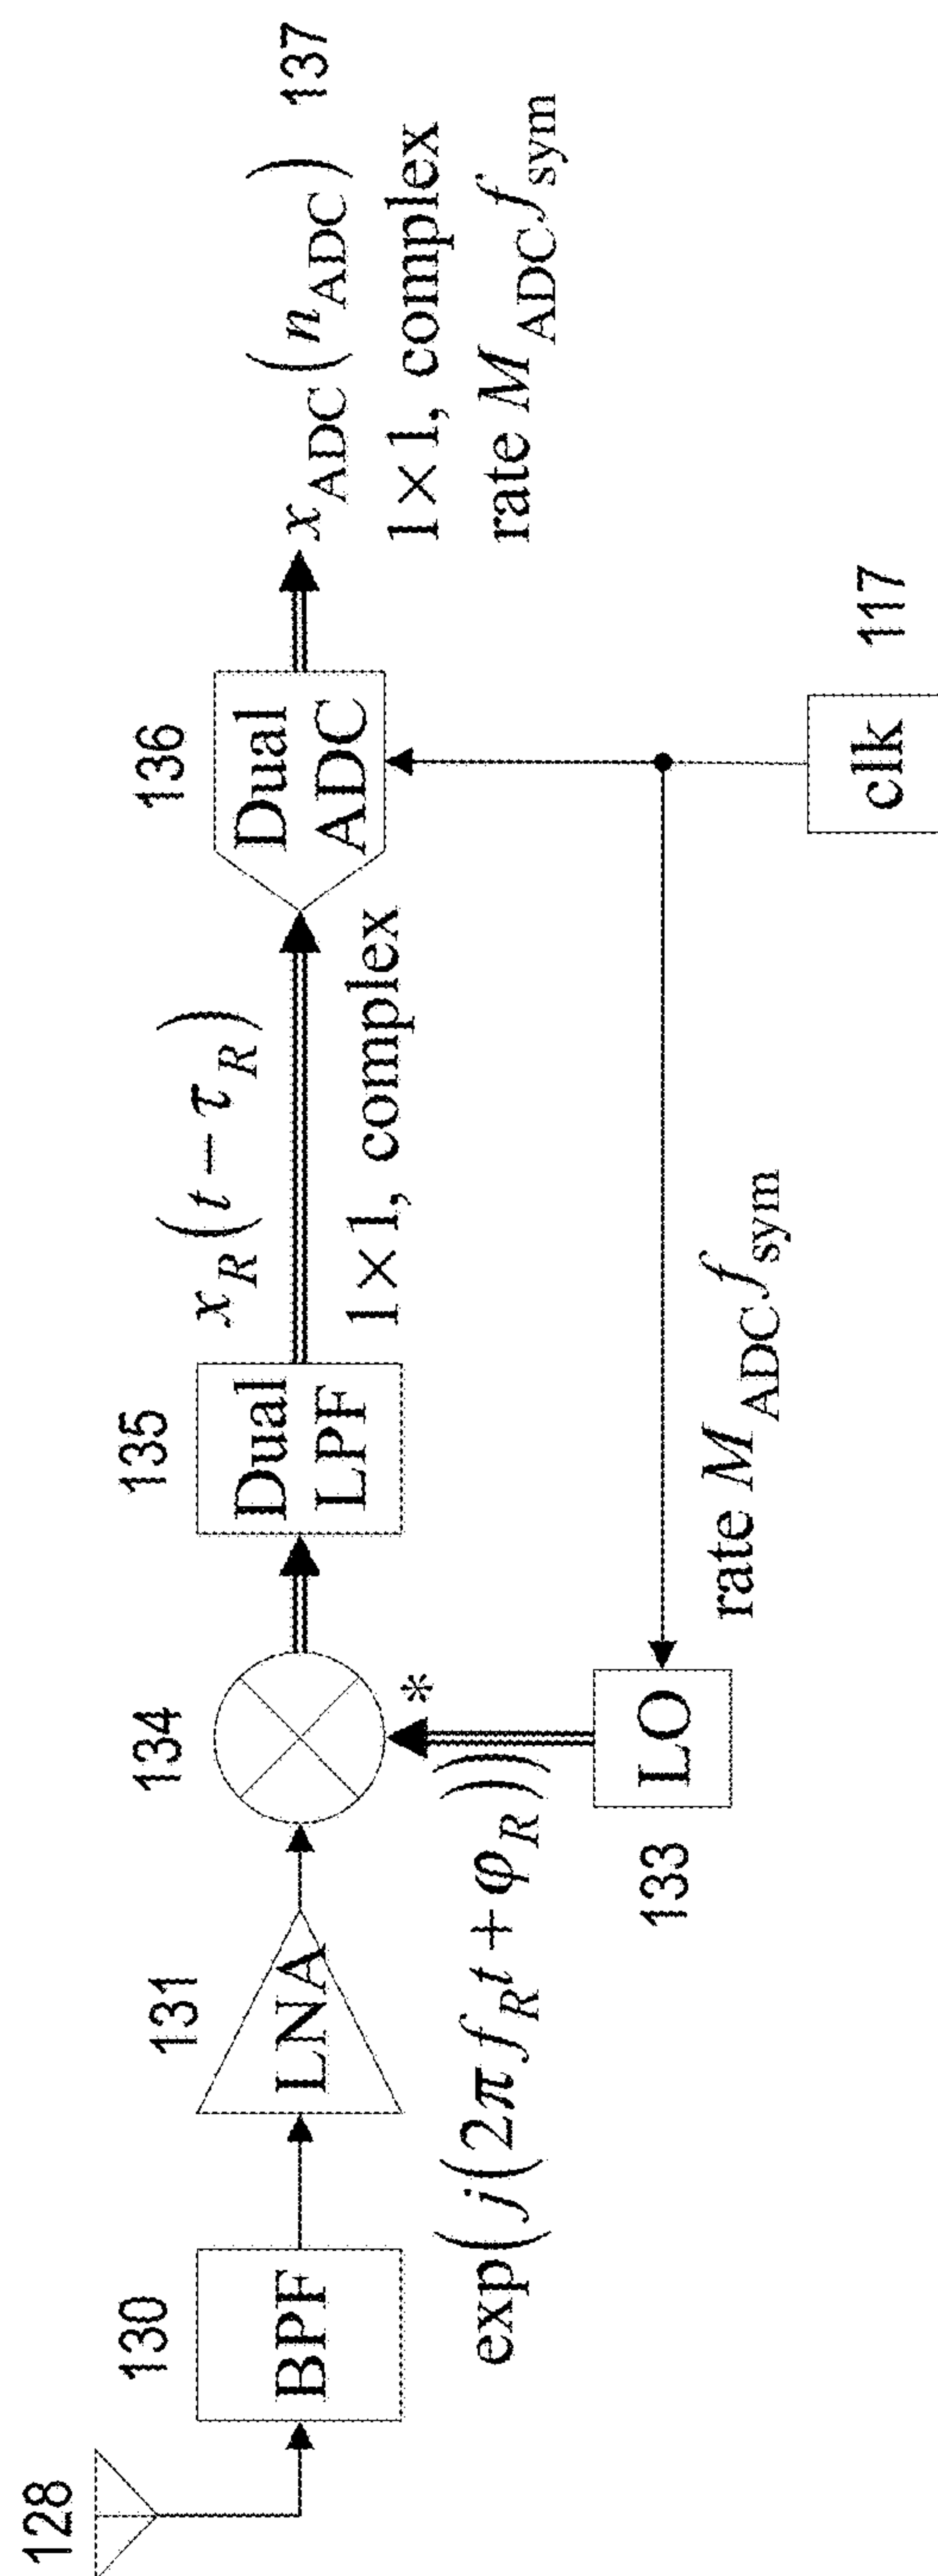 128
130
BPF
131
LNA
134
*
exp(j(2πf_R t+φ_R))
LO
133
135
Dual
LPF
x_R(t−τ_R)
1×1, complex
rate M_ADC f_sym
136
Dual
ADC
clk
117
x_ADC(n_ADC) 137
1×1, complex
rate M_ADC f_sym